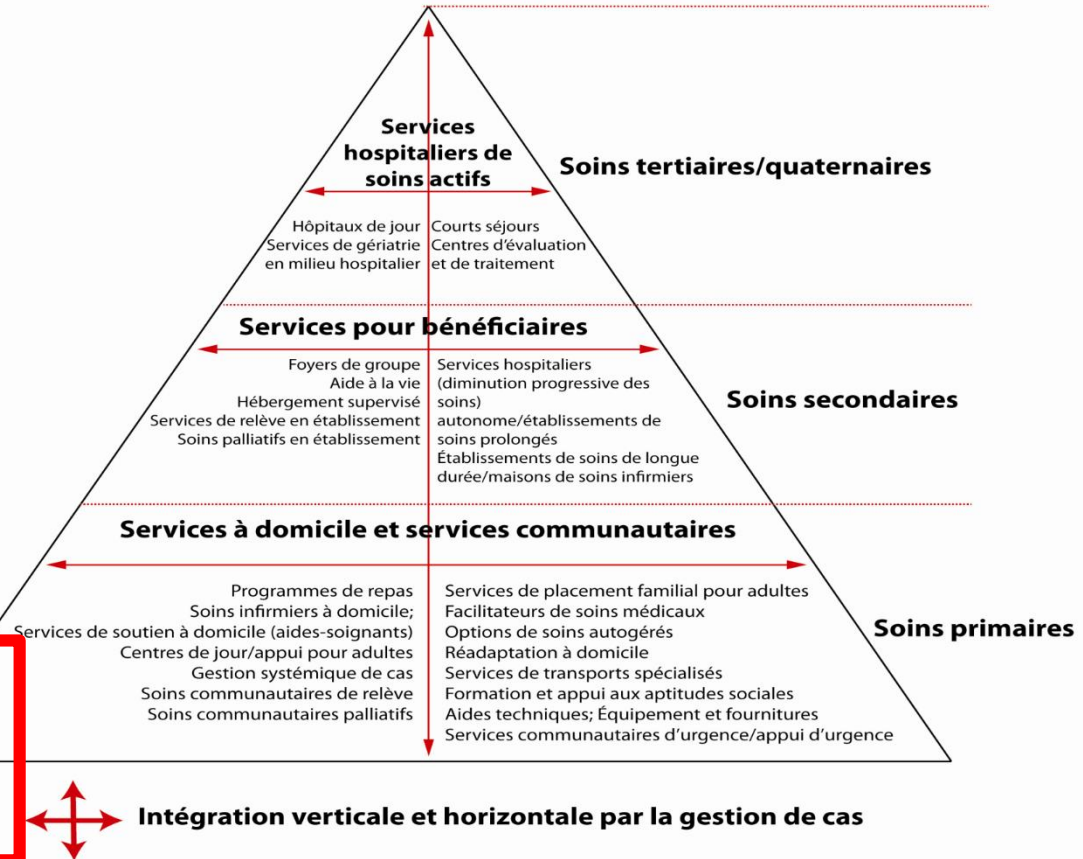 Services
hospitaliers de
soins actifs
Soins tertiaires/quaternaires
Hôpitaux de jour
Services de gériatrie
en milieu hospitalier
Courts séjours
Centres d'évaluation
et de traitement
Services pour bénéficiaires
Foyers de groupe
Aide à la vie
Hébergement supervisé
Services de relève en établissement
Soins palliatifs en établissement
Services hospitaliers
(diminution progressive des
soins)
autonome/établissements de
soins prolongés
Établissements de soins de longue
durée/maisons de soins infirmiers
Soins secondaires
Services à domicile et services communautaires
Programmes de repas
Soins infirmiers à domicile;
Services de soutien à domicile (aides-soignants)
Centres de jour/appui pour adultes
Gestion systémique de cas
Soins communautaires de relève
Soins communautaires palliatifs
Services de placement familial pour adultes
Facilitateurs de soins médicaux
Options de soins autogérés
Réadaptation à domicile
Services de transports spécialisés
Formation et appui aux aptitudes sociales
Aides techniques; Équipement et fournitures
Services communautaires d'urgence/appui d'urgence
Soins primaires
Intégration verticale et horizontale par la gestion de cas